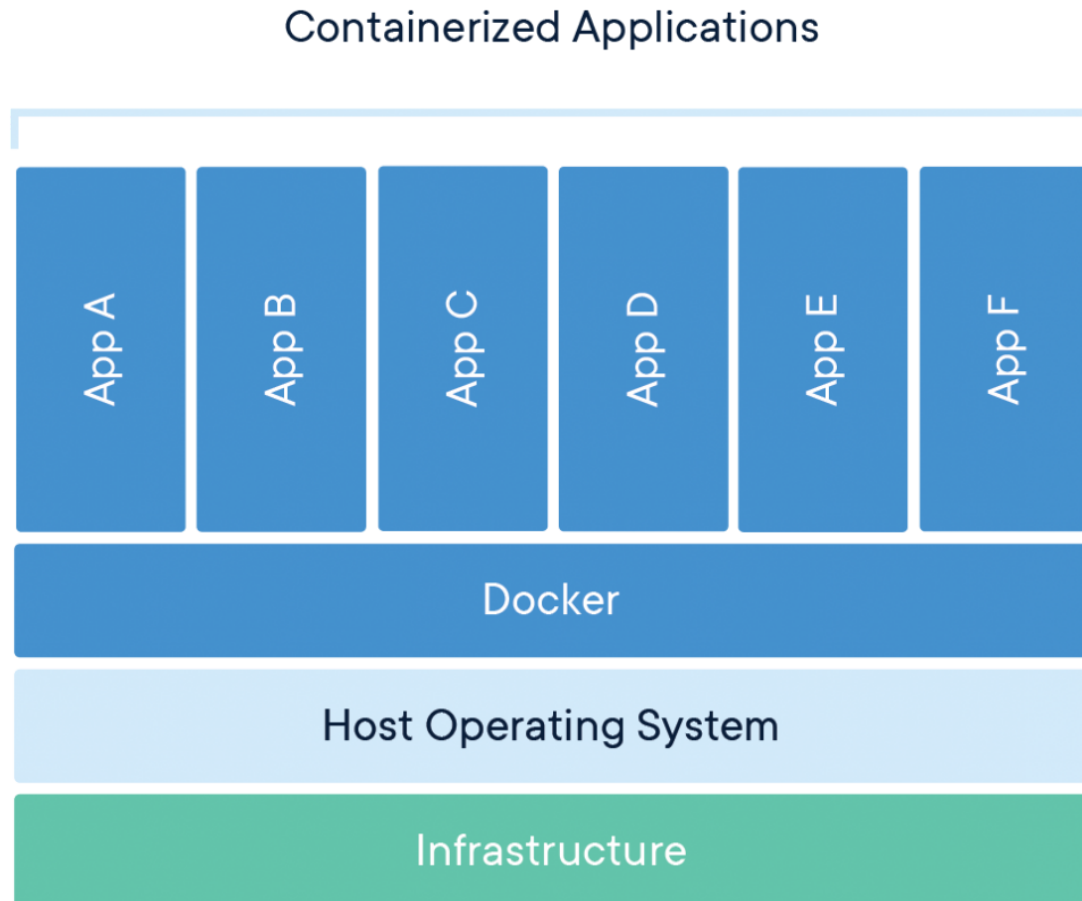 Containerized Applications
App A
App B
App C
App D
App E
App F
Docker
Host Operating System
Infrastructure